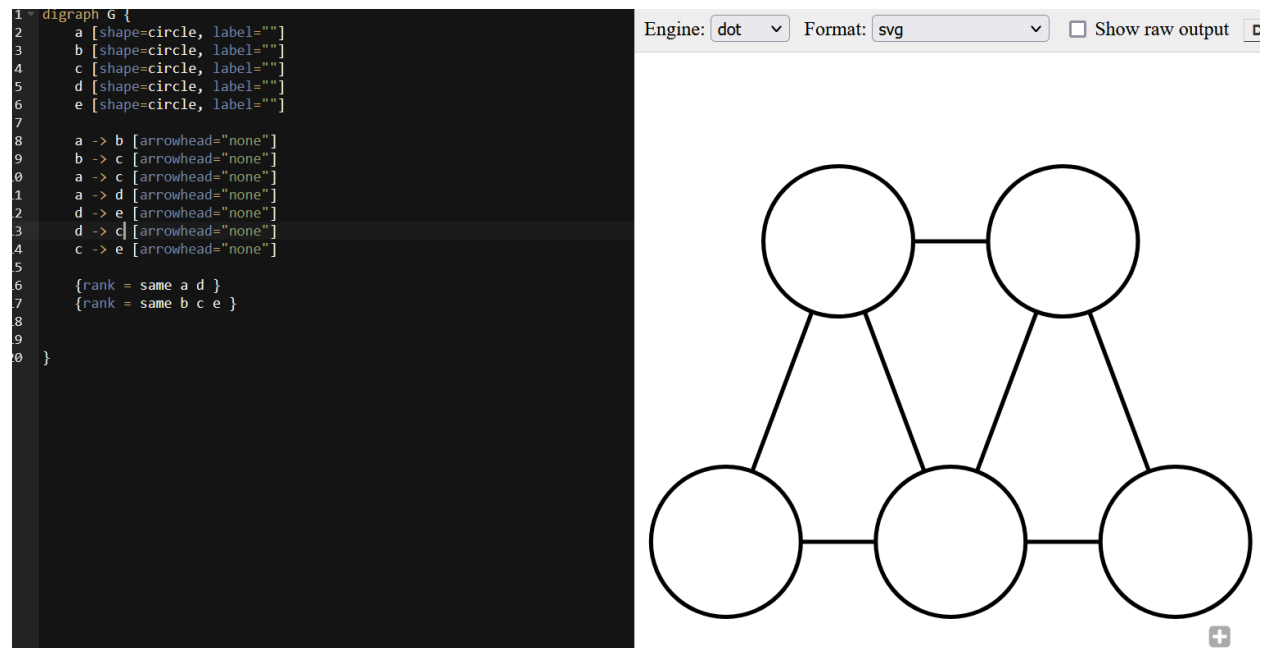 1 digraph G {
2 a [shape=circle, label=""]
3 b [shape=circle, label=""]
4 c [shape=circle, label=""]
5 d [shape=circle, label=""]
6 e [shape=circle, label=""]
7
8 a -> b [arrowhead="none"]
9 b -> c [arrowhead="none"]
.0 a -> c [arrowhead="none"]
.1 a -> d [arrowhead="none"]
.2 d -> e [arrowhead="none"]
.3 d -> c [arrowhead="none"]
.4 c -> e [arrowhead="none"]
.5
.6 {rank = same a d }
.7 {rank = same b c e }
.8
.9
20 }
Engine: dot Format: svg Show raw output